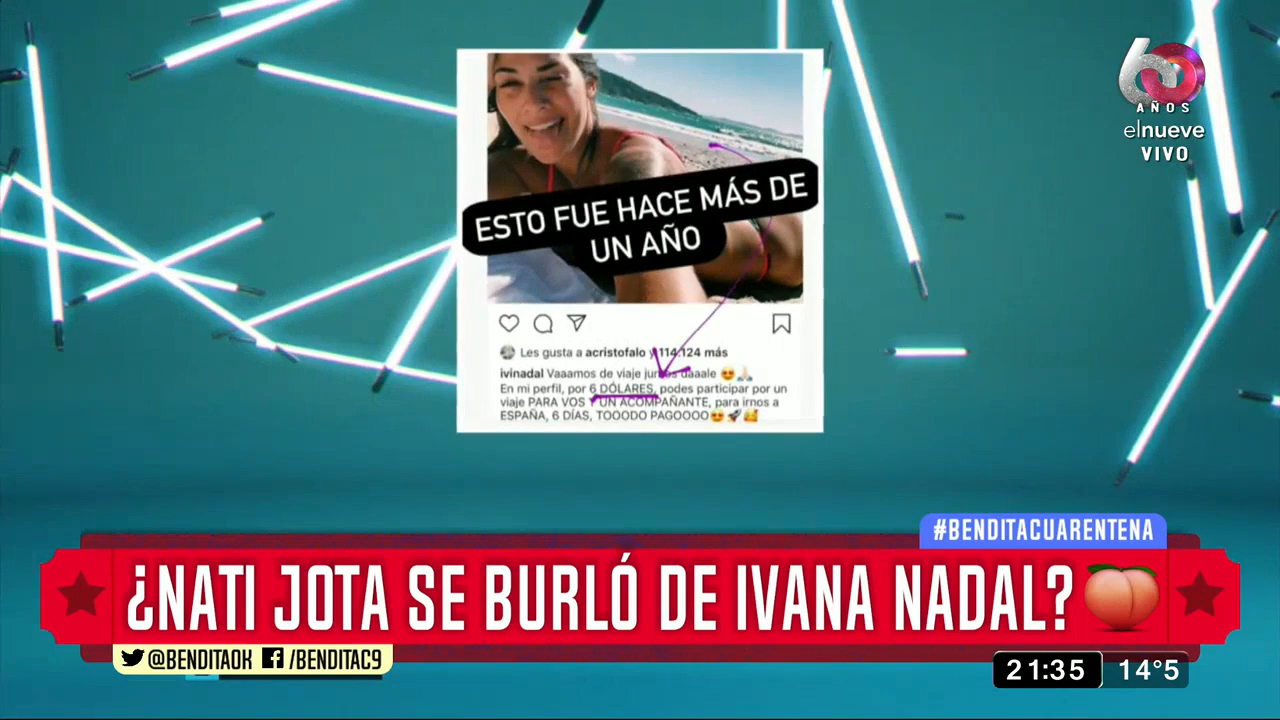 60
AÑOS
elnueve
VIVO
ESTO FUE HACE MÁS DE
UN AÑO
Les gusta a acristofalo y 114.124 más
ivinadal Vaaamos de viaje juntos daaale
En mi perfil, por 6 DÓLARES, podes participar por un
viaje PARA VOS Y UN ACOMPAÑANTE, para irnos a
ESPAÑA, 6 DÍAS, TOOODO PAGOOOO
#BENDITACUARENTENA
¿NATI JOTA SE BURLÓ DE IVANA NADAL?
@BENDITAOK /BENDITAC9
21:35 14°5